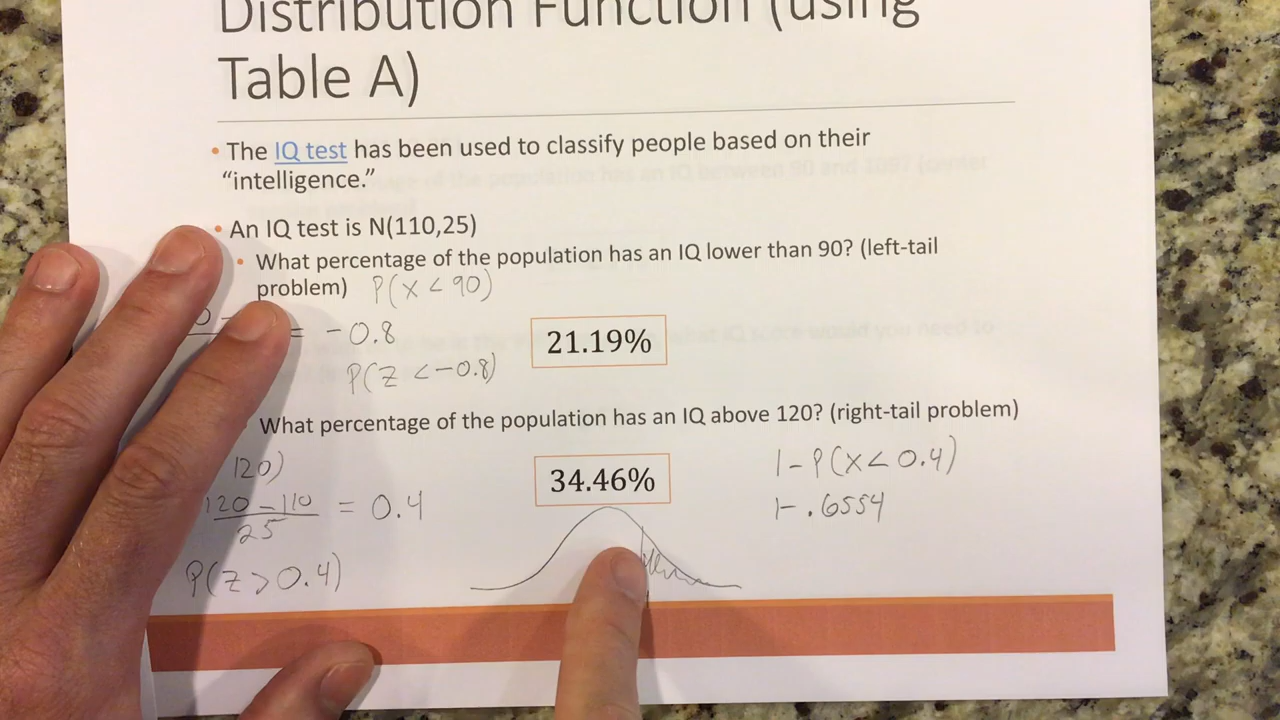 Distribution Function (using
Table A)
• The IQ test has been used to classify people based on their
“intelligence.”
• An IQ test is N(110,25)
• What percentage of the population has an IQ lower than 90? (left-tail
problem) P(X < 90)
= -0.8
21.19%
P(Z < -0.8)
What percentage of the population has an IQ above 120? (right-tail problem)
120)
34.46%
1-P(X< 0.4)
120-110 = 0.4
25
1-.6554
P(Z > 0.4)